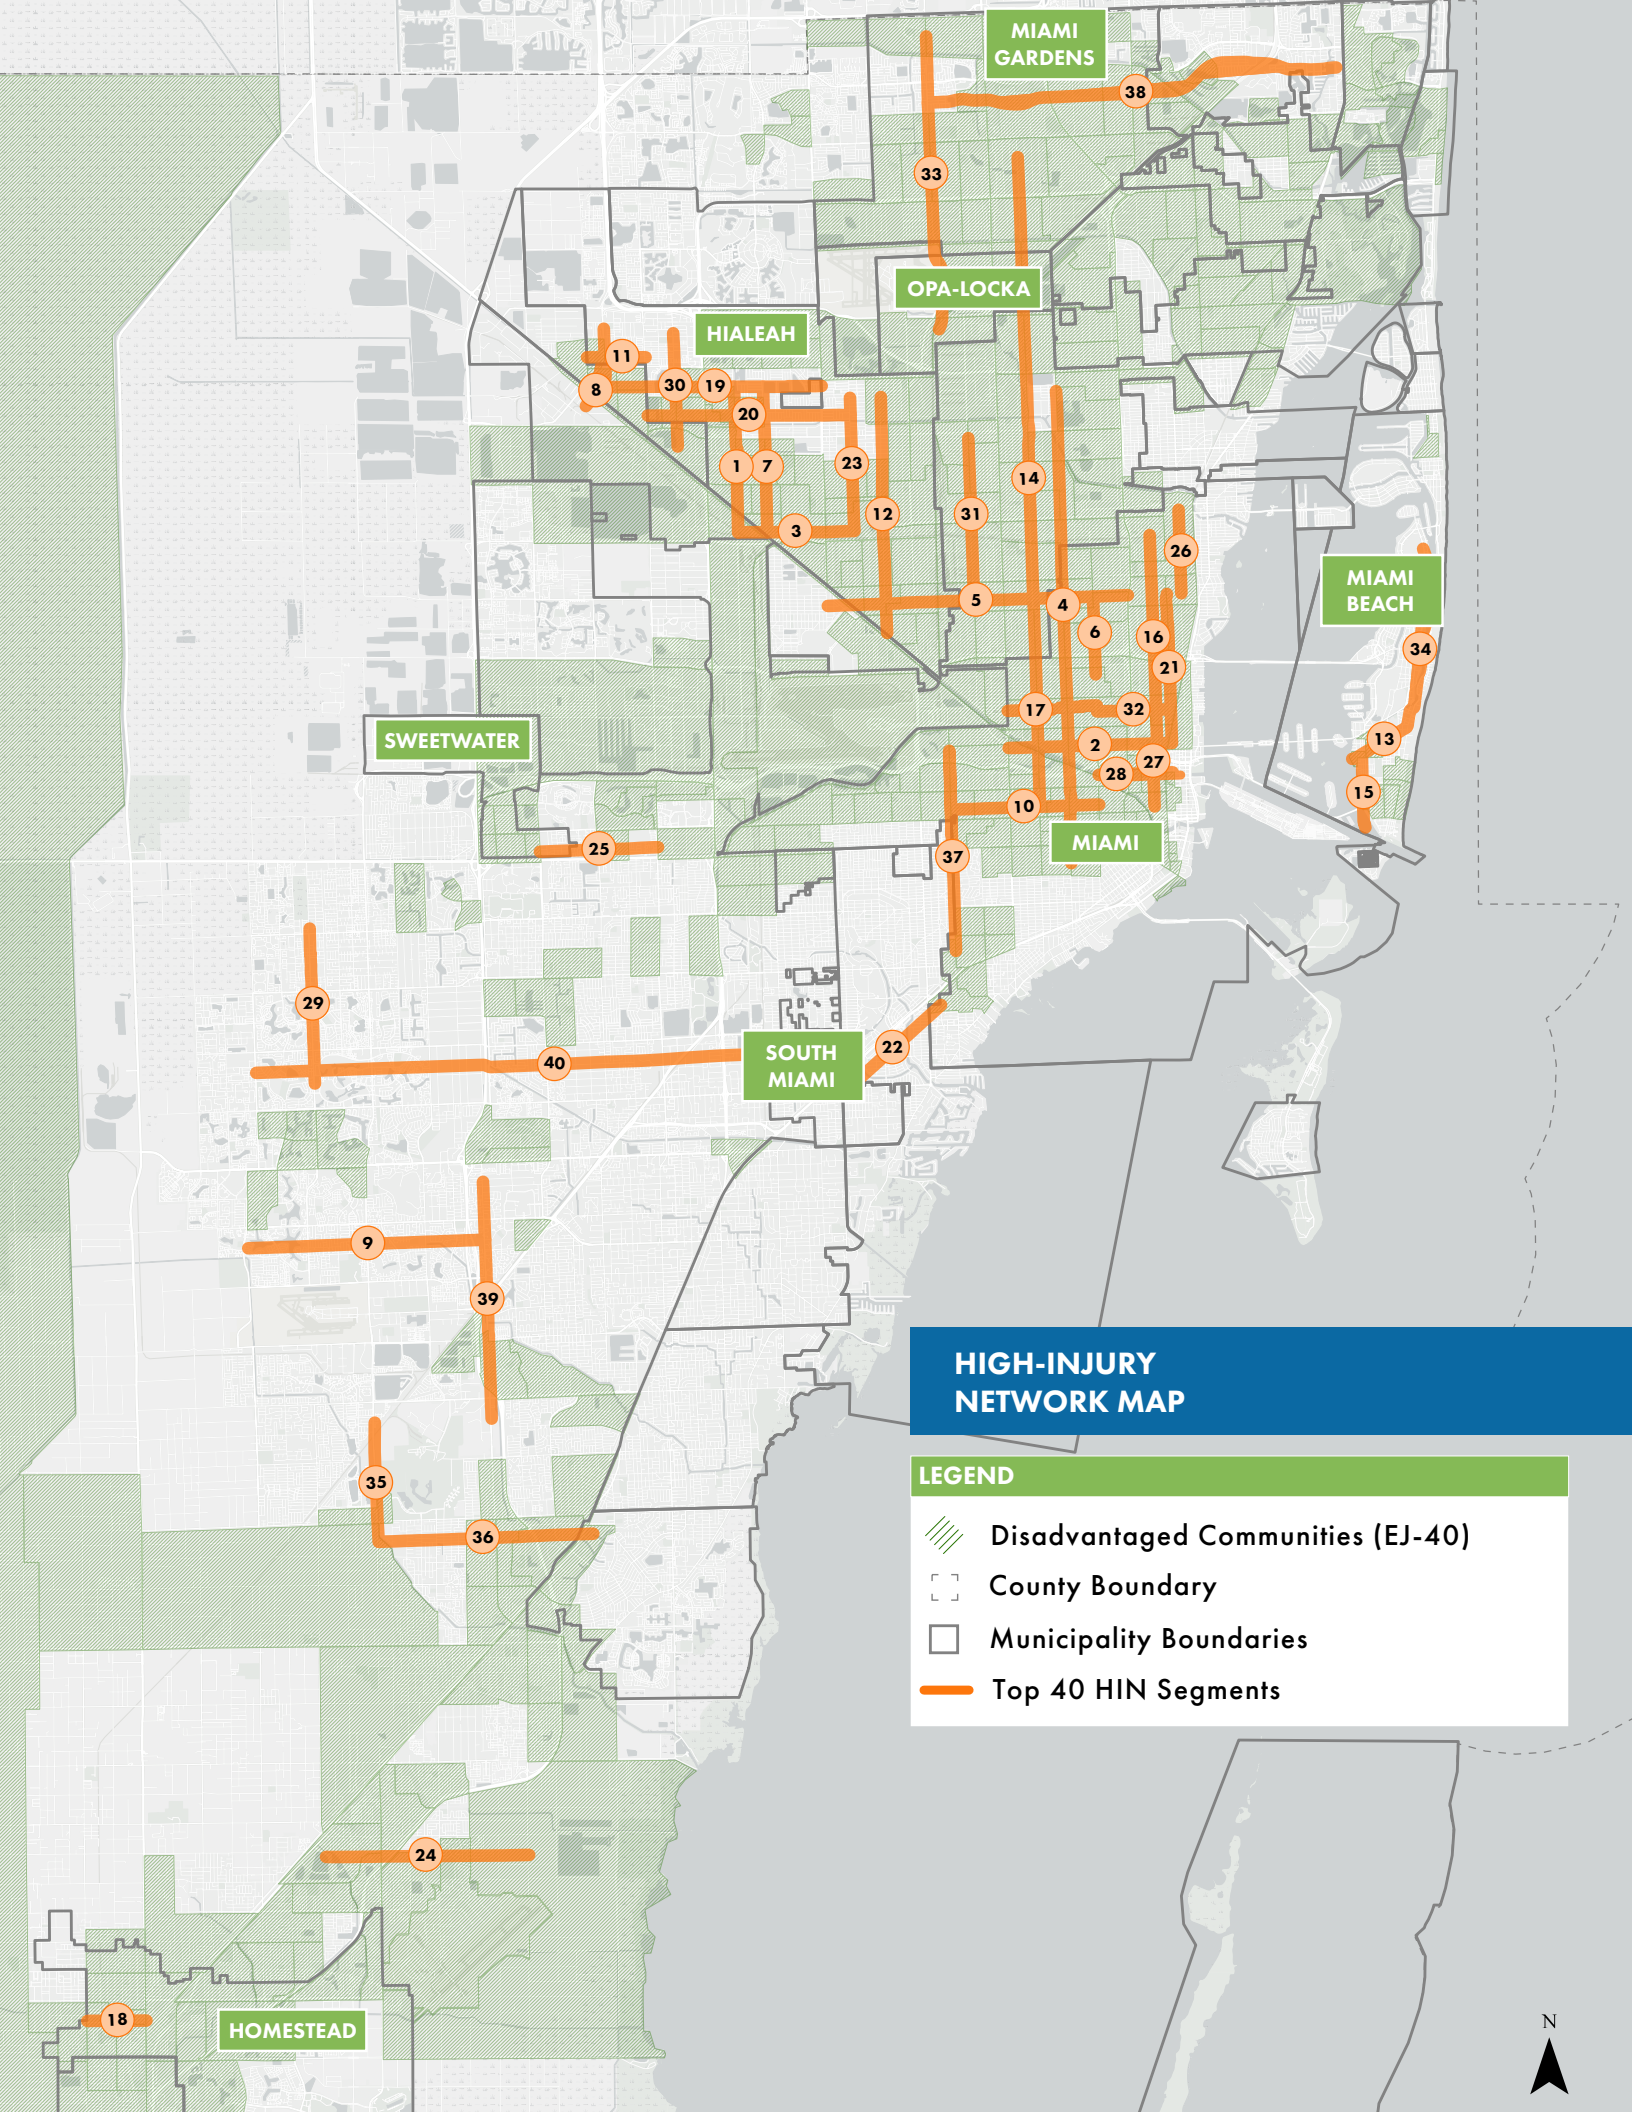 MIAMI
GARDENS
38
33
OPA-LOCKA
HIALEAH
11
8
30
19
20
1
7
23
3
12
31
14
26
5
4
6
16
21
MIAMI
BEACH
34
13
15
17
32
2
27
28
10
SWEETWATER
MIAMI
25
37
29
40
SOUTH
MIAMI
22
9
39
35
36
HIGH-INJURY
NETWORK MAP
LEGEND
Disadvantaged Communities (EJ-40)
County Boundary
Municipality Boundaries
Top 40 HIN Segments
24
18
HOMESTEAD
N